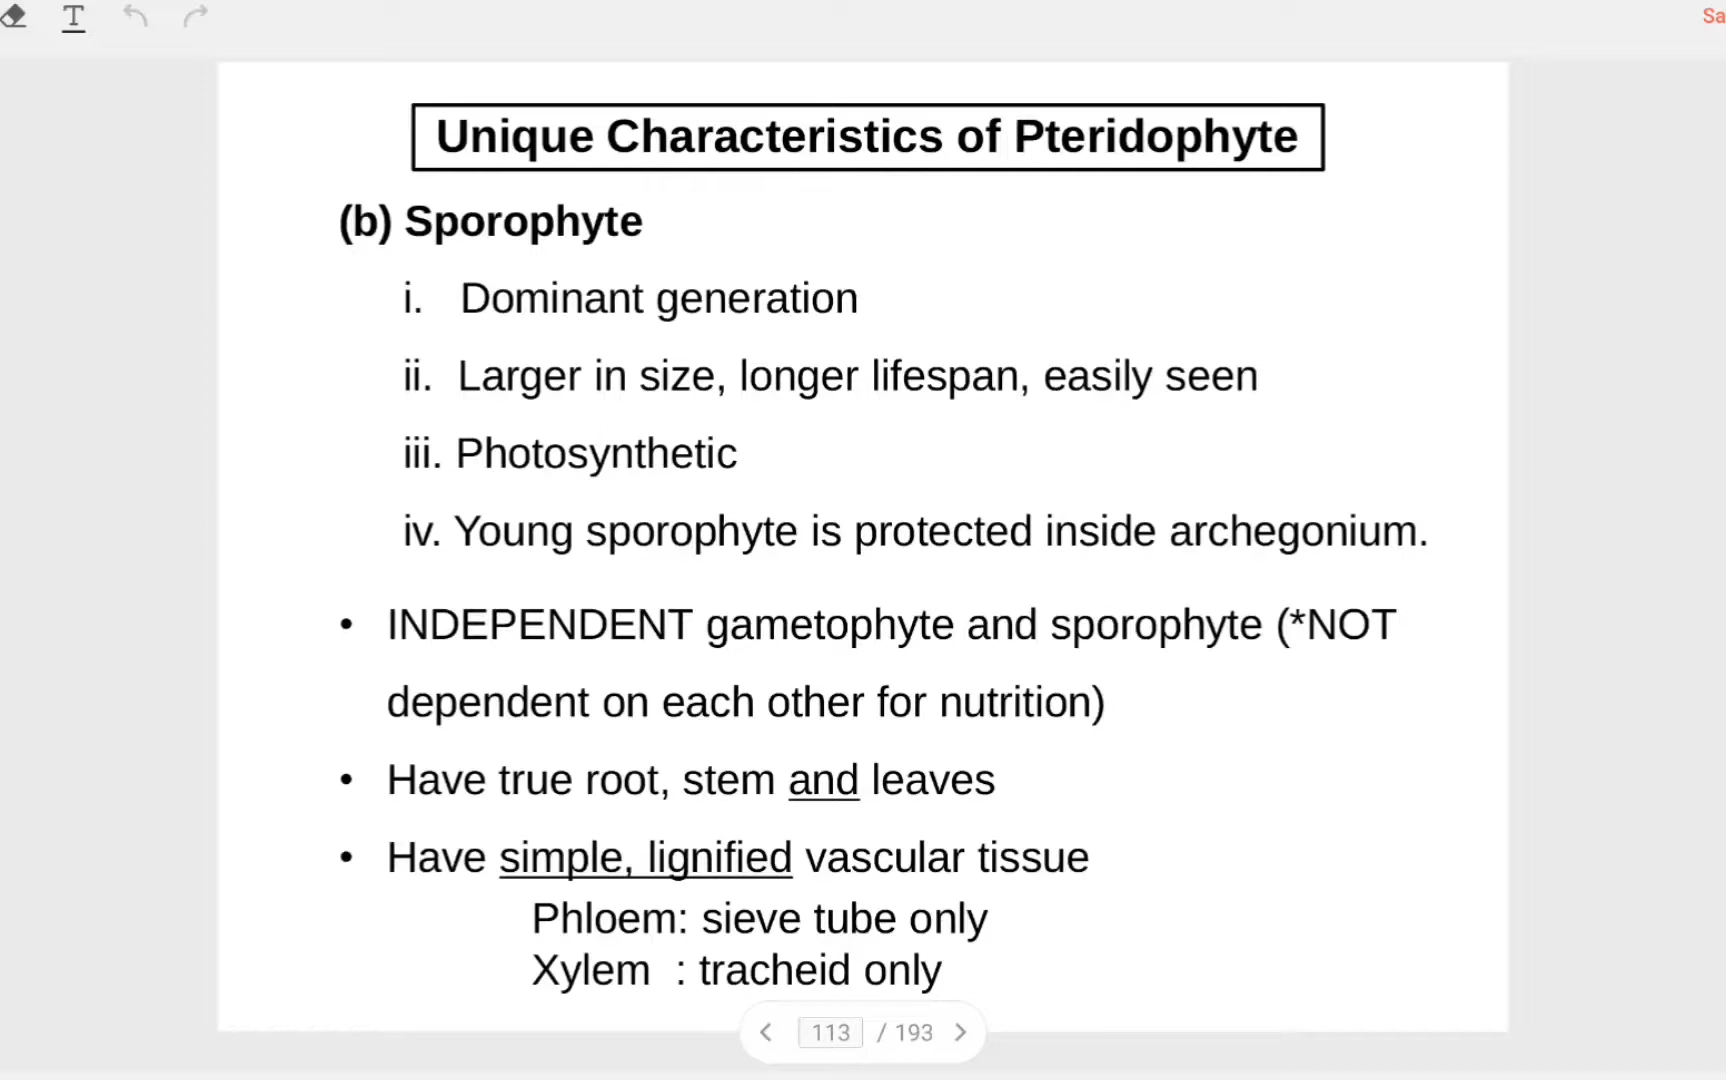 T
Sa
Unique Characteristics of Pteridophyte
(b) Sporophyte
i. Dominant generation
ii. Larger in size, longer lifespan, easily seen
iii. Photosynthetic
iv. Young sporophyte is protected inside archegonium.
• INDEPENDENT gametophyte and sporophyte (*NOT
dependent on each other for nutrition)
• Have true root, stem and leaves
• Have simple, lignified vascular tissue
Phloem: sieve tube only
Xylem : tracheid only
113 / 193